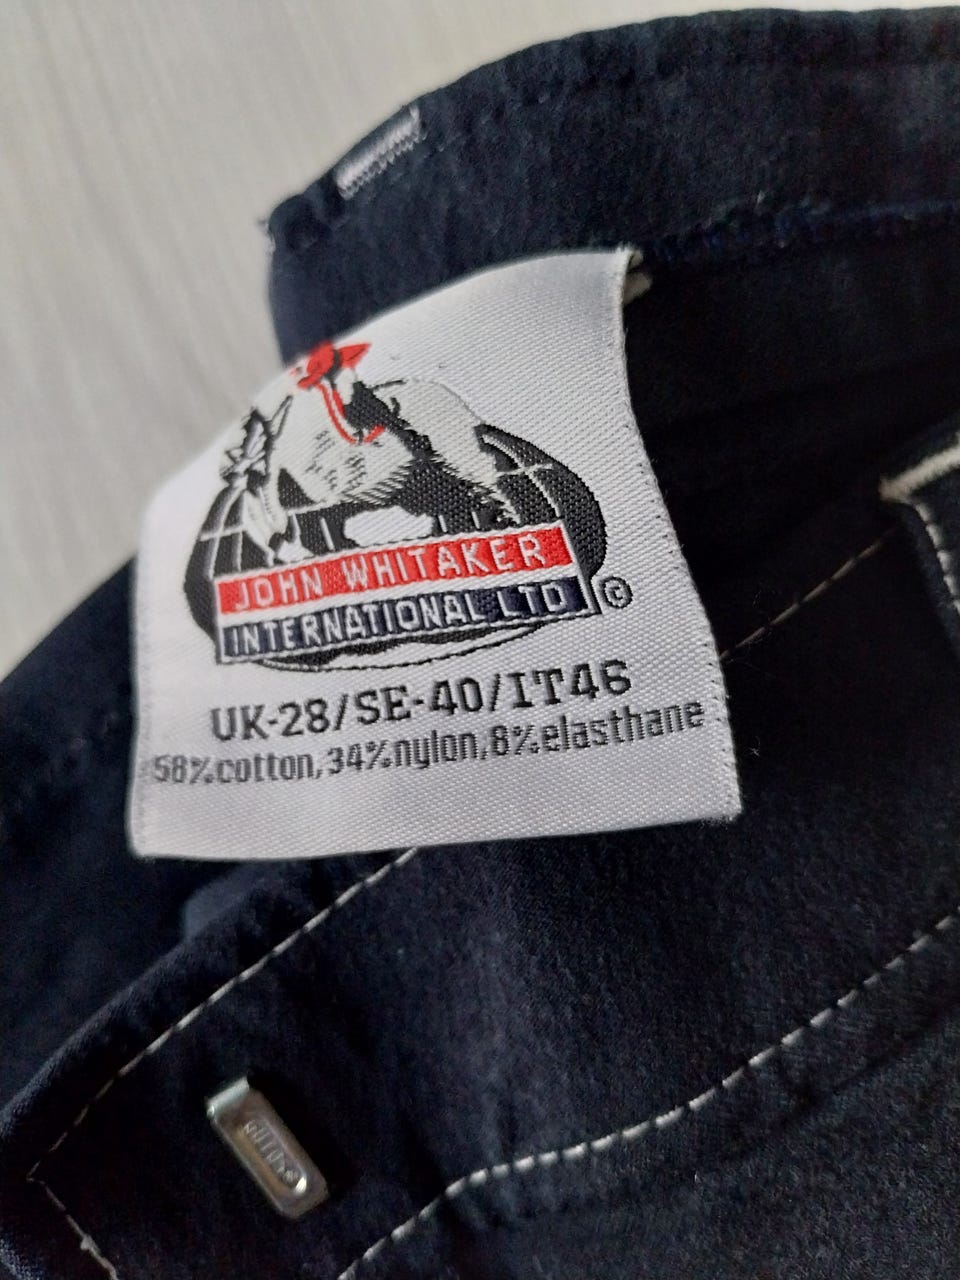 JOHN WHITAKER
INTERNATIONAL LTD ©
UK-28/SE-40/IT46
58%cotton,34%nylon,8%elasthane